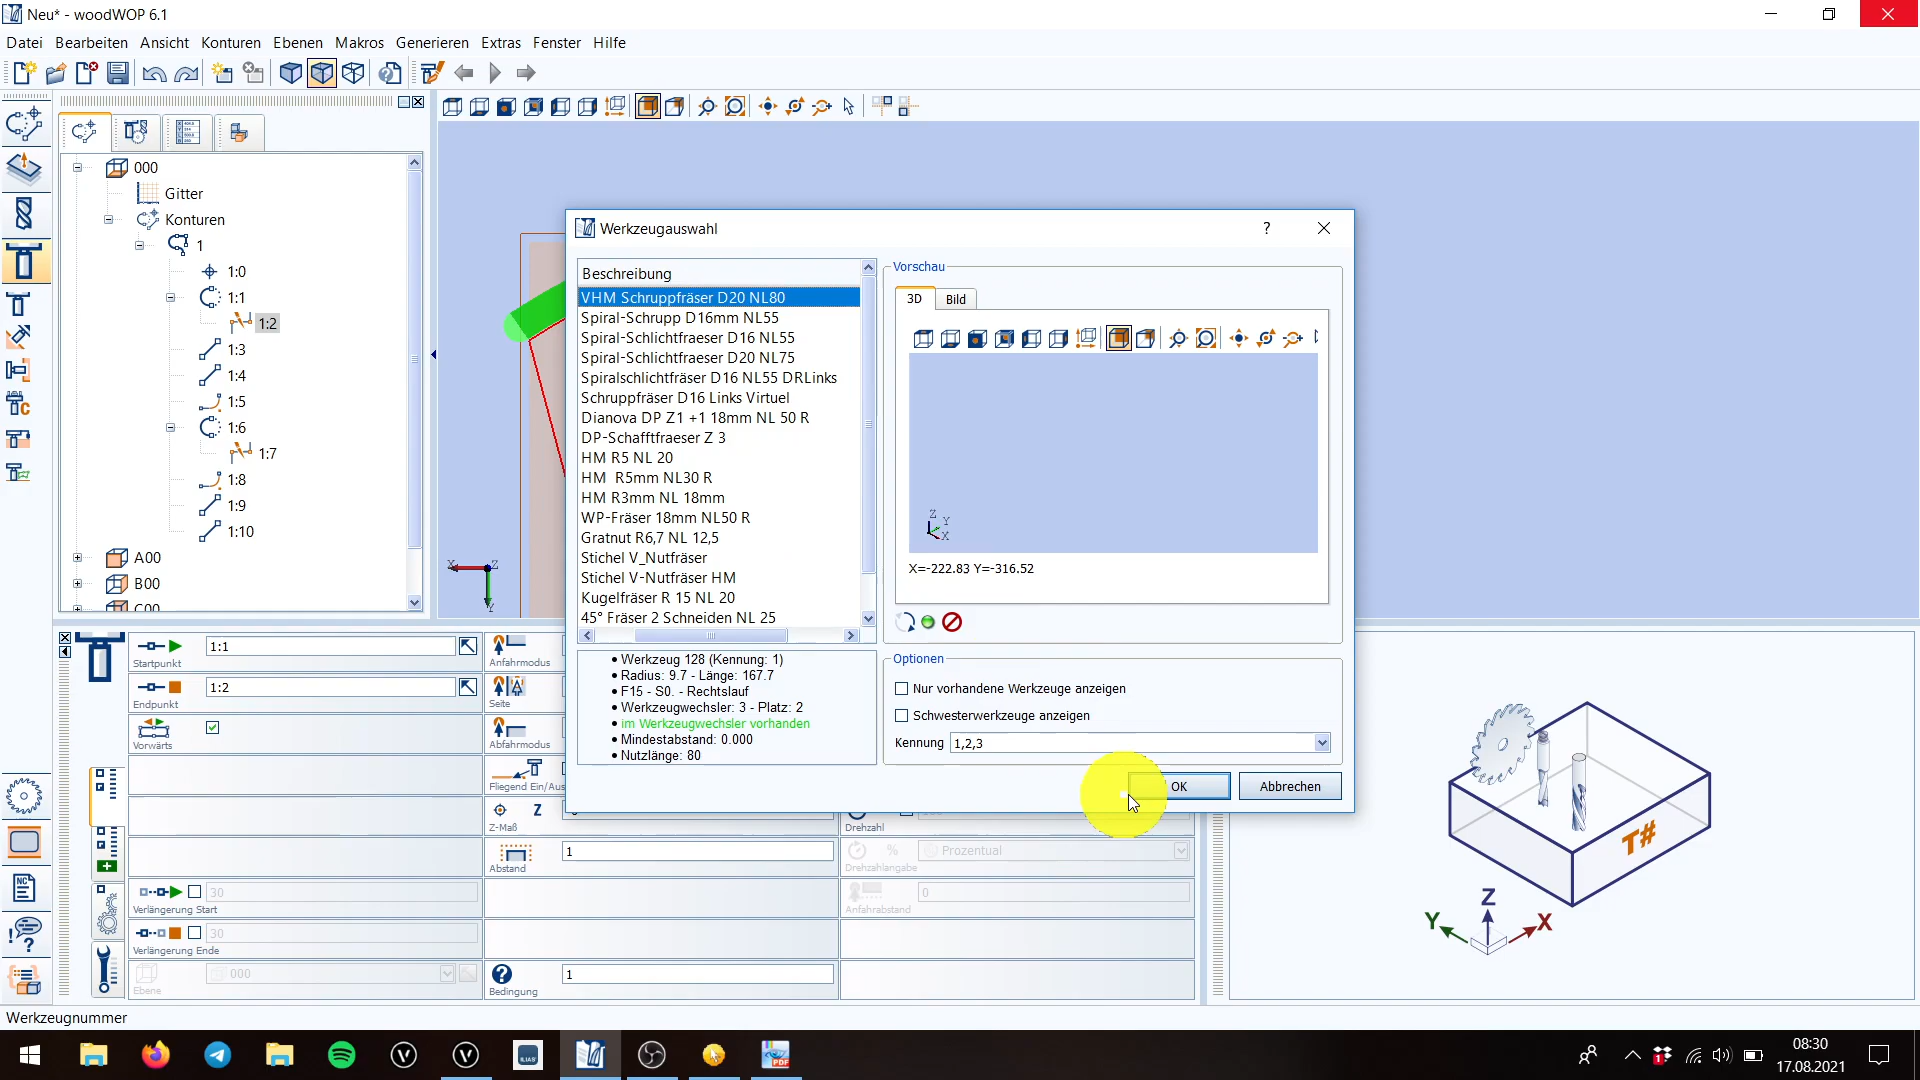 Neu* - woodWOP 6.1
Datei Bearbeiten Ansicht Konturen Ebenen Makros Generieren Extras Fenster Hilfe
000
Gitter
Konturen
1
1:0
1:1
1:2
1:3
1:4
1:5
1:6
1:7
1:8
1:9
1:10
A00
B00
C00
X Z
Y
Werkzeugauswahl
?
Beschreibung
VHM Schruppfräser D20 NL80
Spiral-Schrupp D16mm NL55
Spiral-Schlichtfraeser D16 NL55
Spiral-Schlichtfraeser D20 NL75
Spiralschlichtfräser D16 NL55 DRLinks
Schruppfräser D16 Links Virtuel
Dianova DP Z1 +1 18mm NL 50 R
DP-Schafftfraeser Z 3
HM R5 NL 20
HM  R5mm NL30 R
HM R3mm NL 18mm
WP-Fräser 18mm NL50 R
Gratnut R6,7 NL 12,5
Stichel V_Nutfräser
Stichel V-Nutfräser HM
Kugelfräser R 15 NL 20
45° Fräser 2 Schneiden NL 25
• Werkzeug 128 (Kennung: 1)
• Radius: 9.7 - Länge: 167.7
• F15 - S0. - Rechtslauf
• Werkzeugwechsler: 3 - Platz: 2
• im Werkzeugwechsler vorhanden
• Mindestabstand: 0.000
• Nutzlänge: 80
Vorschau
3D Bild
Z Y
X
X=-222.83 Y=-316.52
Optionen
Nur vorhandene Werkzeuge anzeigen
Schwesterwerkzeuge anzeigen
Kennung 1,2,3
OK Abbrechen
1:1
Startpunkt
1:2
Endpunkt
Vorwärts
30
Verlängerung Start
30
Verlängerung Ende
000
Ebene
Anfahrmodus
Seite
Abfahrmodus
Fliegend Ein/Aus
Z
Z-Maß
1
Abstand
1
Bedingung
Drehzahl
% Prozentual
Drehzahlangabe
0
Anfahrabstand
T#
Z
Y X
NC
C
Werkzeugnummer
ILIAS
PDF
1
08:30
17.08.2021